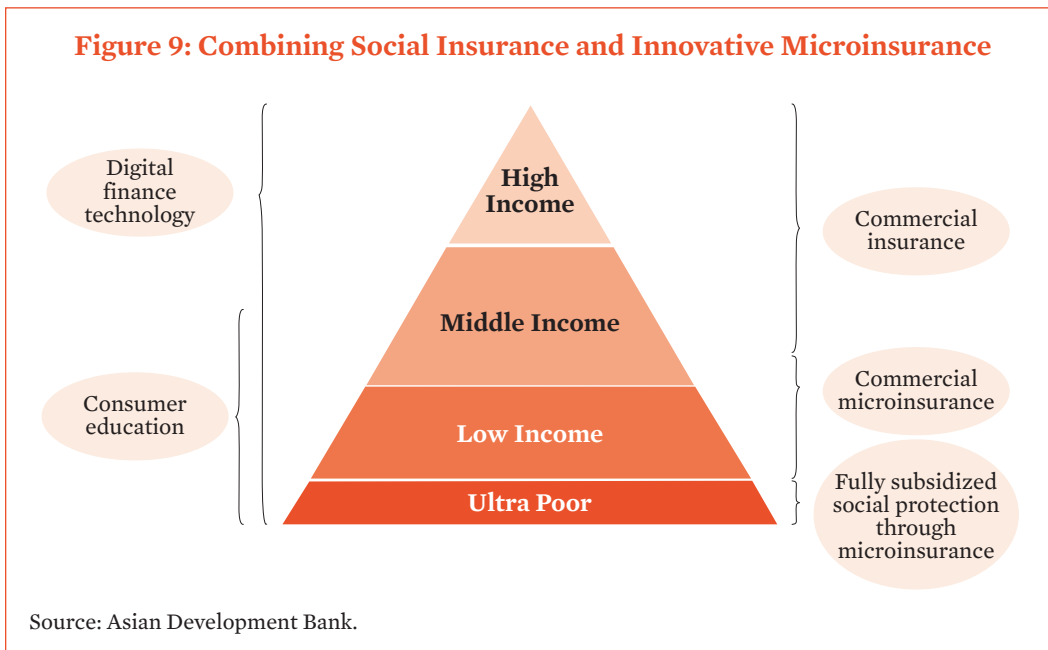 Figure 9: Combining Social Insurance and Innovative Microinsurance
Digital
finance
technology
Consumer
education
High
Income
Middle Income
Low Income
Ultra Poor
Commercial
insurance
Commercial
microinsurance
Fully subsidized
social protection
through
microinsurance
Source: Asian Development Bank.